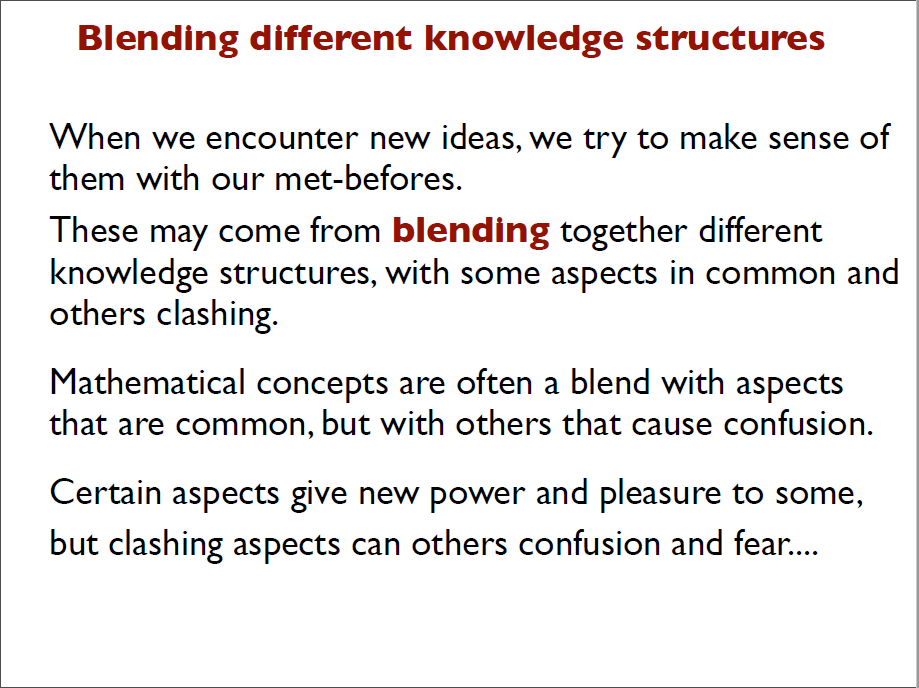 Blending different knowledge structures
When we encounter new ideas, we try to make sense of
them with our met-befores.
These may come from blending together different
knowledge structures, with some aspects in common and
others clashing.
Mathematical concepts are often a blend with aspects
that are common, but with others that cause confusion.
Certain aspects give new power and pleasure to some,
but clashing aspects can others confusion and fear....